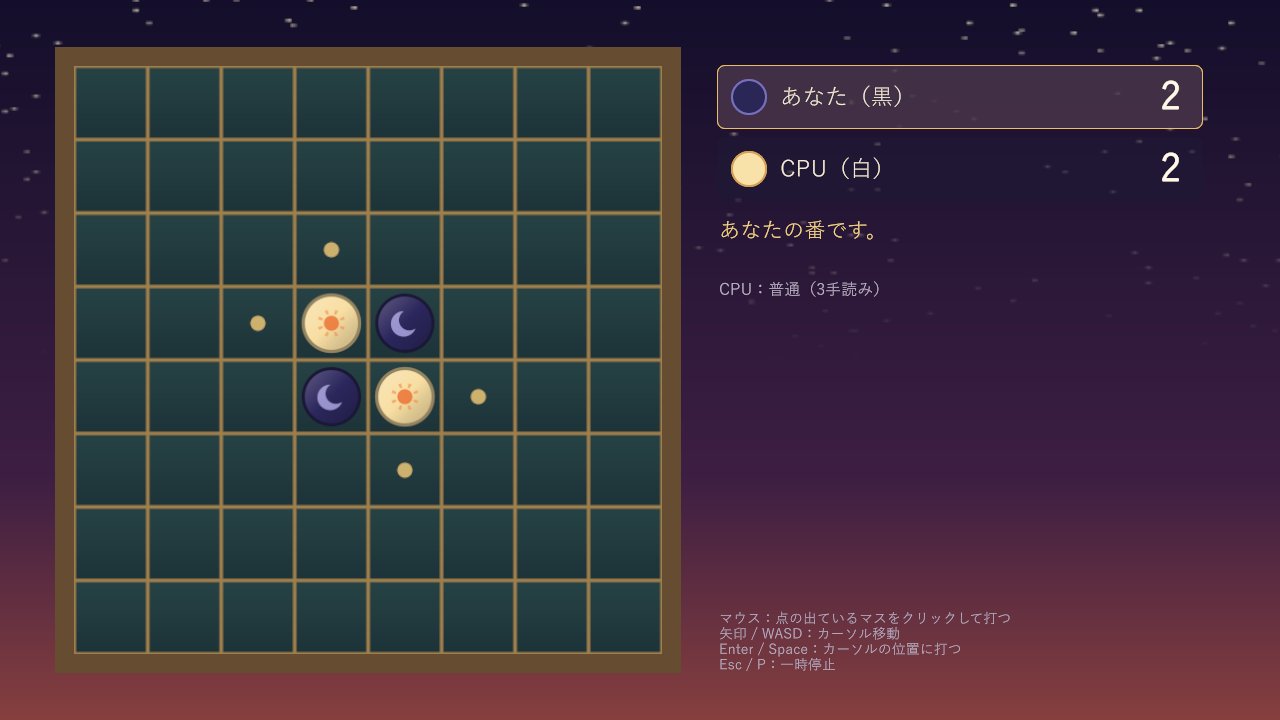 あなた（黒） 2
CPU（白） 2
あなたの番です。
CPU：普通（3手読み）
マウス：点の出ているマスをクリックして打つ
矢印 / WASD：カーソル移動
Enter / Space：カーソルの位置に打つ
Esc / P：一時停止